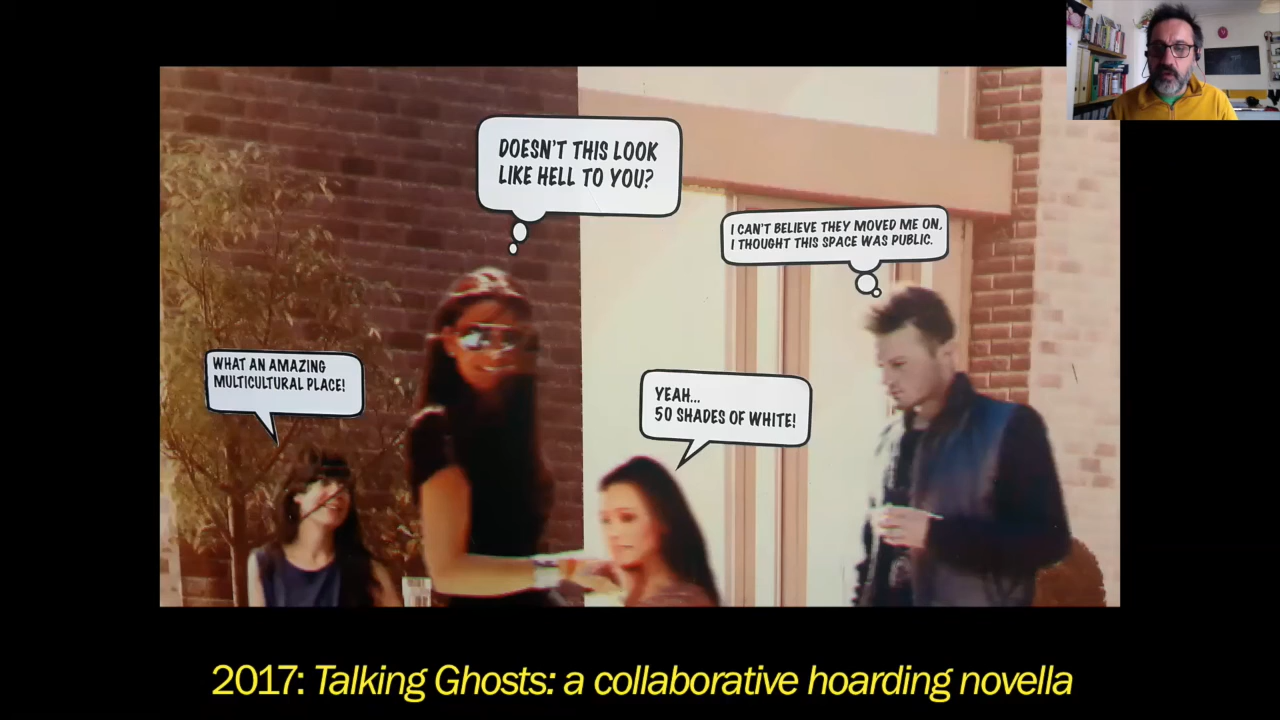 DOESN'T THIS LOOK
LIKE HELL TO YOU?
I CAN'T BELIEVE THEY MOVED ME ON,
I THOUGHT THIS SPACE WAS PUBLIC.
WHAT AN AMAZING
MULTICULTURAL PLACE!
YEAH...
50 SHADES OF WHITE!
2017: Talking Ghosts: a collaborative hoarding novella